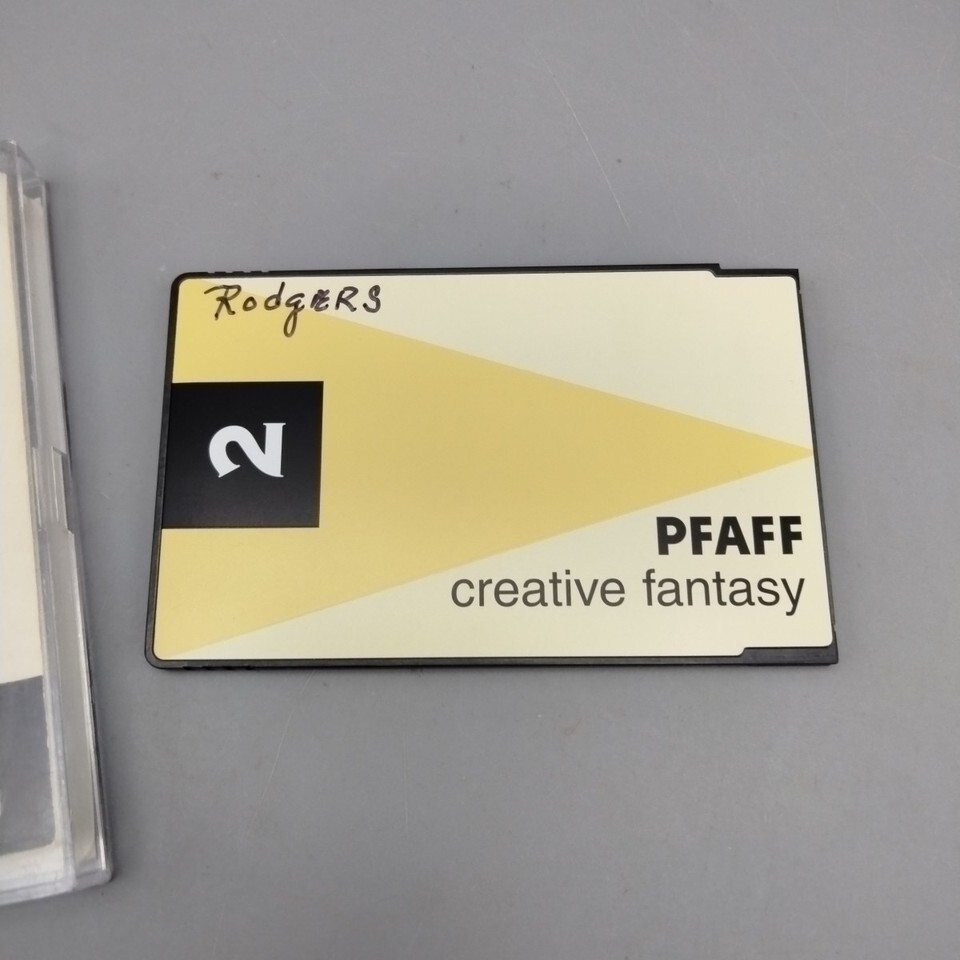 RodgERS
2
PFAFF
creative fantasy